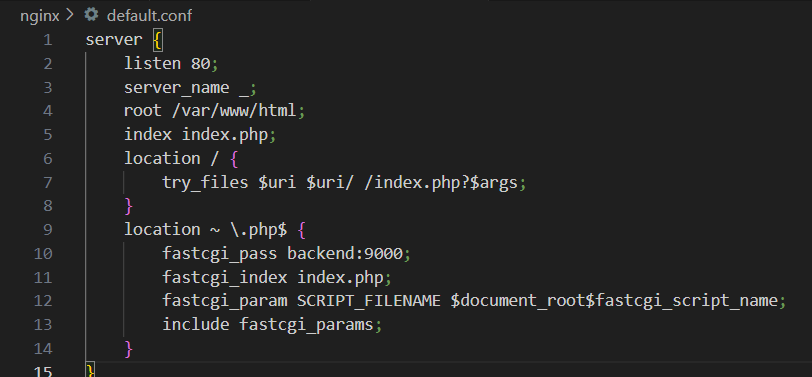 nginx > default.conf
1 server {
2 listen 80;
3 server_name _;
4 root /var/www/html;
5 index index.php;
6 location / {
7 try_files $uri $uri/ /index.php?$args;
8 }
9 location ~ \.php$ {
10 fastcgi_pass backend:9000;
11 fastcgi_index index.php;
12 fastcgi_param SCRIPT_FILENAME $document_root$fastcgi_script_name;
13 include fastcgi_params;
14 }
15 }